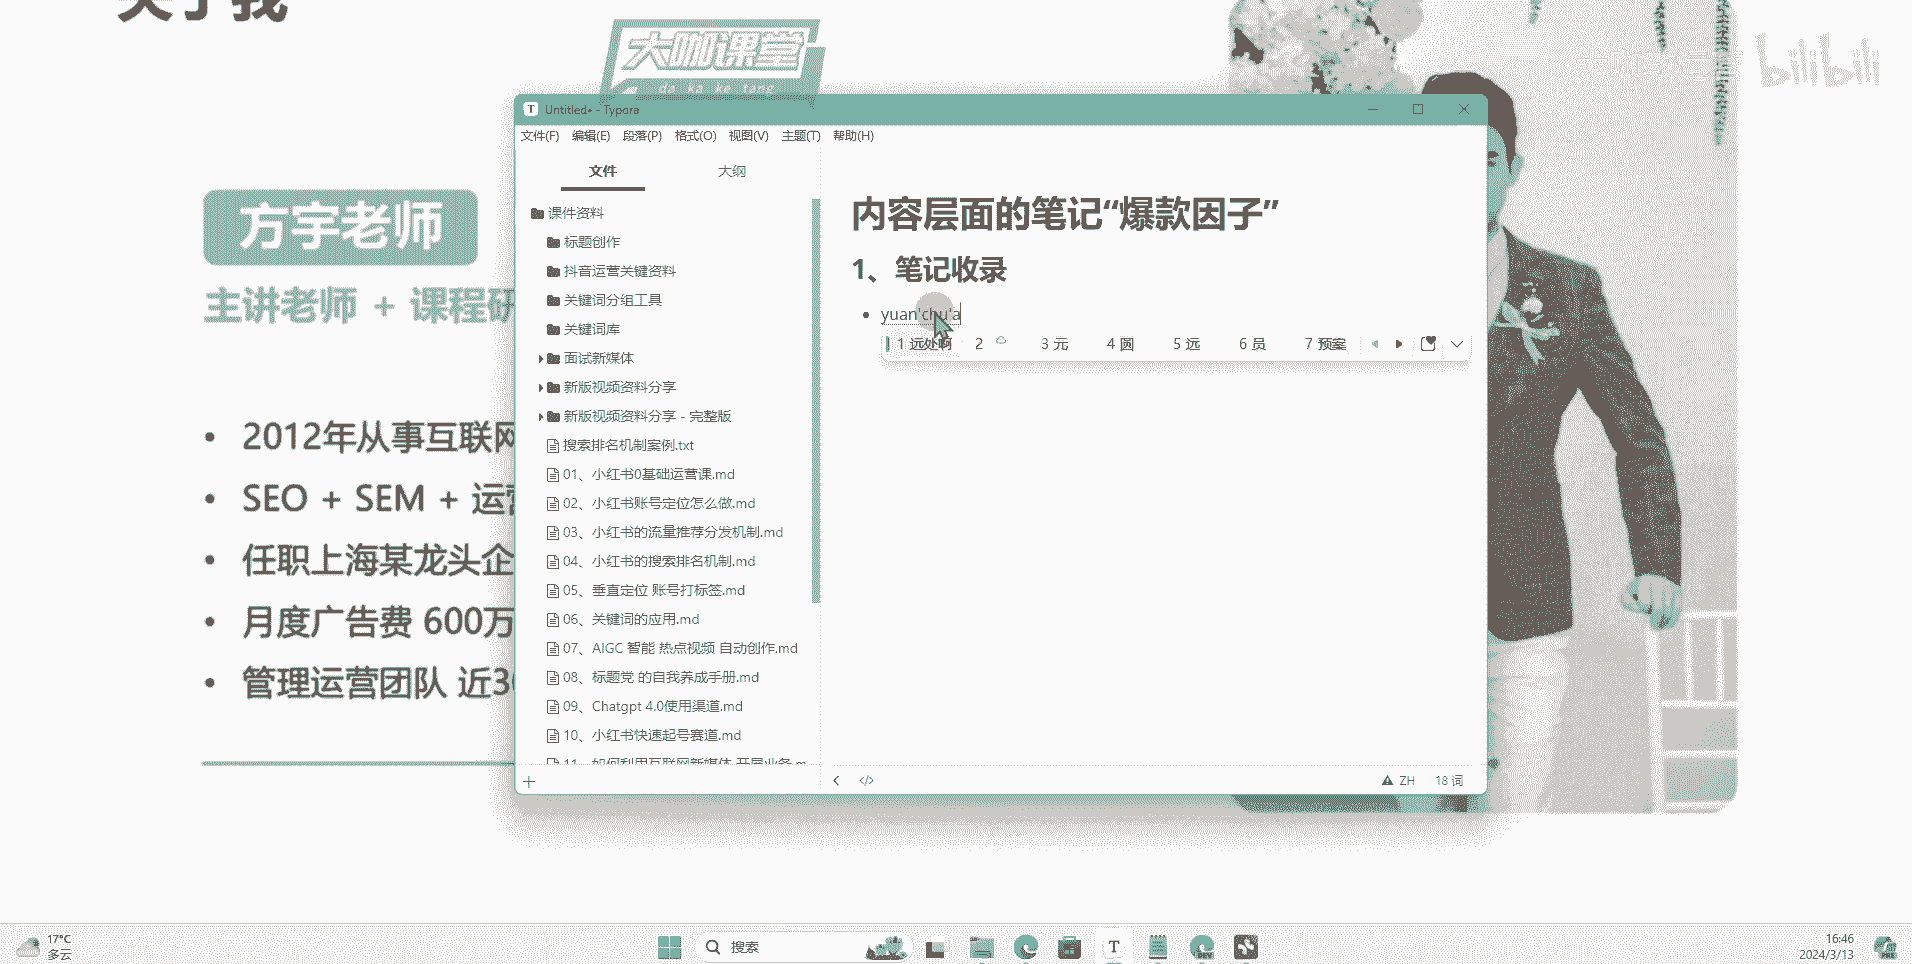 关于我
大咖课堂
da ka ke tang
bilibili
方宇老师
主讲老师 + 课程研
2012年从事互联网
SEO + SEM + 运营
任职上海某龙头企
月度广告费 600万
管理运营团队 近30
Untitled• - Typora
文件(F) 编辑(E) 段落(P) 格式(O) 视图(V) 主题(T) 帮助(H)
文件 大纲
课件资料
标题创作
抖音运营关键资料
关键词分组工具
关键词库
面试新媒体
新版视频资料分享
新版视频资料分享 - 完整版
搜索排名机制案例.txt
01、小红书0基础运营课.md
02、小红书账号定位怎么做.md
03、小红书的流量推荐分发机制.md
04、小红书的搜索排名机制.md
05、垂直定位 账号打标签.md
06、关键词的应用.md
07、AIGC 智能 热点视频 自动创作.md
08、标题党 的自我养成手册.md
09、Chatgpt 4.0使用渠道.md
10、小红书快速起号赛道.md
11、如何利用互联网新媒体 开展业务.m
内容层面的笔记“爆款因子”
1、笔记收录
yuan'chu'a
1 远处啊 2 3 元 4 圆 5 远 6 员 7 预案
ZH 18 词
17°C
多云
搜索
16:46
2024/3/13